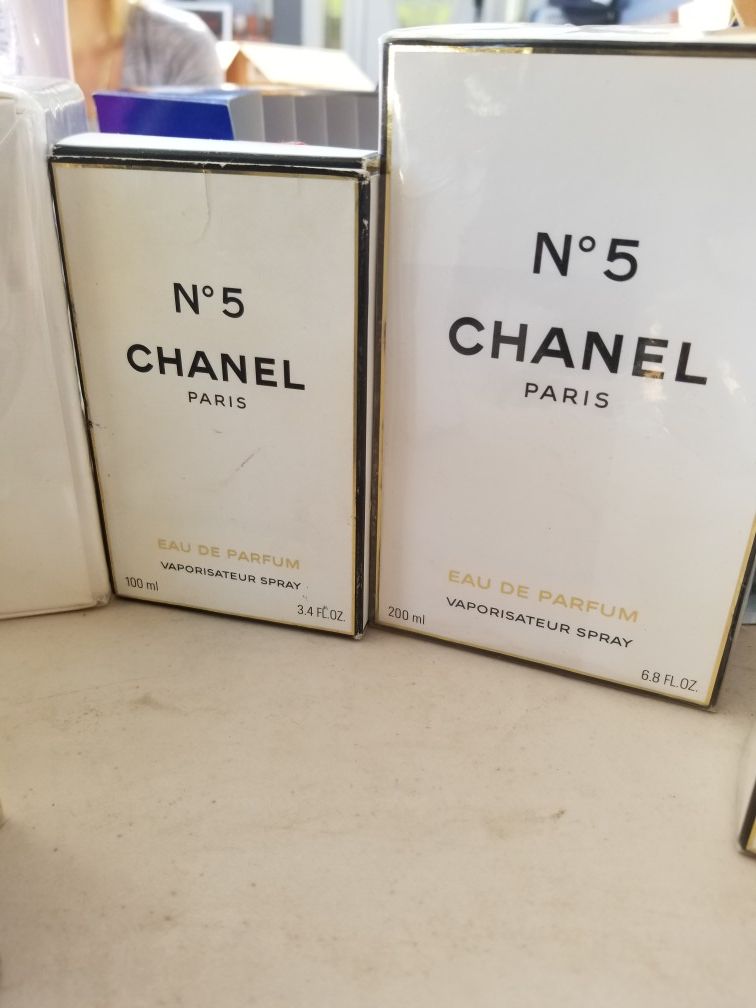 N°5
CHANEL
PARIS
EAU DE PARFUM
VAPORISATEUR SPRAY
100 ml
3.4 FL.OZ.
N°5
CHANEL
PARIS
EAU DE PARFUM
VAPORISATEUR SPRAY
200 ml
6.8 FL.OZ.